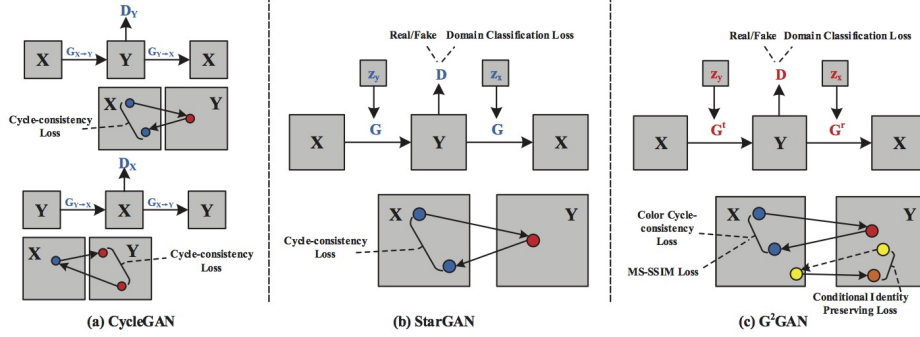 D_Y
G_X→Y G_Y→X
X Y X
X Y
Cycle-consistency
Loss
D_X
G_Y→X G_X→Y
Y X Y
X Y
Cycle-consistency
Loss
(a) CycleGAN
Real/Fake Domain Classification Loss
z_y D z_x
G G
X Y X
X Y
Cycle-consistency
Loss
(b) StarGAN
Real/Fake Domain Classification Loss
z_y D z_x
G^t G^r
X Y X
X Y
Color Cycle-
consistency
Loss
MS-SSIM Loss
Conditional Identity
Preserving Loss
(c) G²GAN